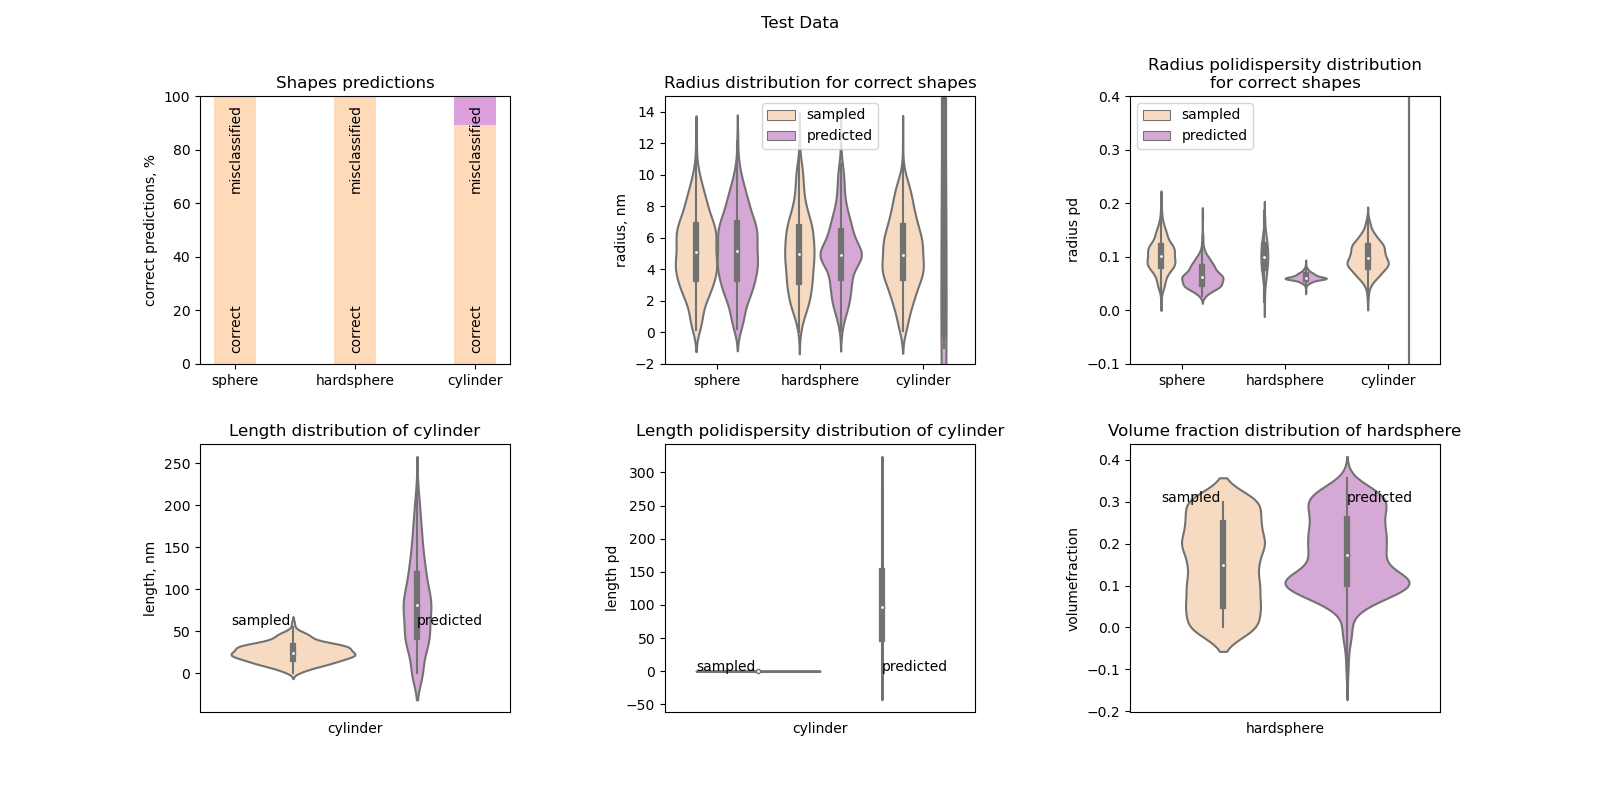 Test Data
Shapes predictions
correct predictions, %
100
80
60
40
20
0
misclassified
misclassified
misclassified
correct
correct
correct
sphere
hardsphere
cylinder
Radius distribution for correct shapes
radius, nm
14
12
10
8
6
4
2
0
−2
sampled
predicted
sphere
hardsphere
cylinder
Radius polidispersity distribution
for correct shapes
radius pd
0.4
0.3
0.2
0.1
0.0
−0.1
sampled
predicted
sphere
hardsphere
cylinder
Length distribution of cylinder
length, nm
250
200
150
100
50
0
sampled
predicted
cylinder
Length polidispersity distribution of cylinder
length pd
300
250
200
150
100
50
0
−50
sampled
predicted
cylinder
Volume fraction distribution of hardsphere
volumefraction
0.4
0.3
0.2
0.1
0.0
−0.1
−0.2
sampled
predicted
hardsphere